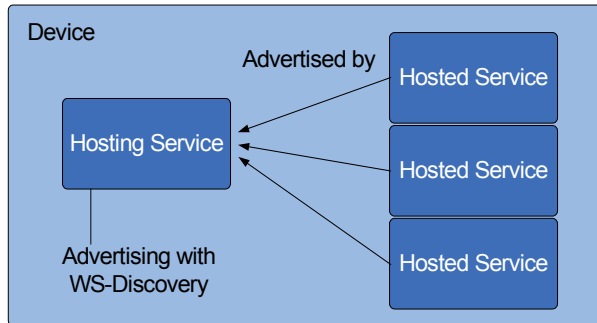 Device
Advertised by
Hosted Service
Hosting Service
Hosted Service
Advertising with
WS-Discovery
Hosted Service